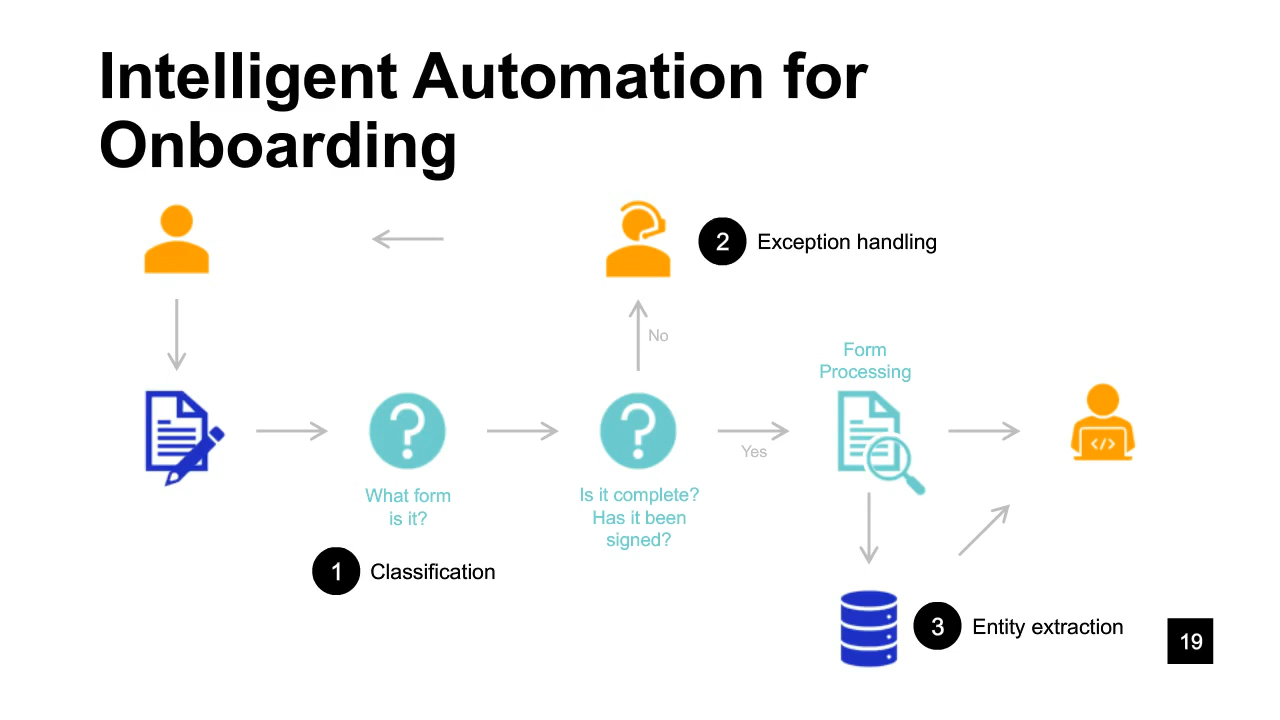 Intelligent Automation for
Onboarding
2 Exception handling
No
Form
Processing
</>
Yes
What form
is it?
Is it complete?
Has it been
signed?
1 Classification
3 Entity extraction
19